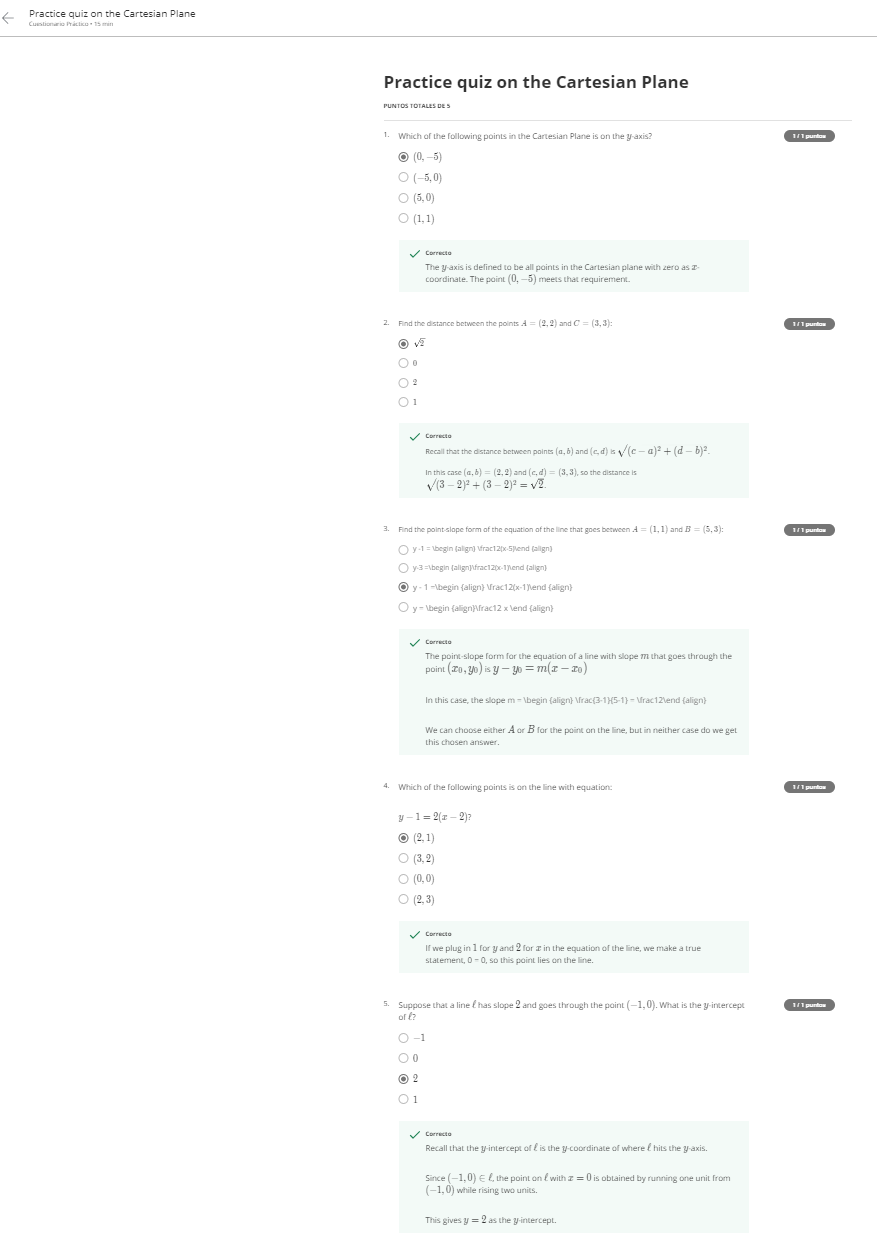 Practice quiz on the Cartesian Plane
Cuestionario Práctico • 15 min
Practice quiz on the Cartesian Plane
PUNTOS TOTALES DE 5
1. Which of the following points in the Cartesian Plane is on the y-axis? 1 / 1 puntos
(0, −5)
(−5, 0)
(5, 0)
(1, 1)
Correcto
The y-axis is defined to be all points in the Cartesian plane with zero as x-
coordinate. The point (0, −5) meets that requirement.
2. Find the distance between the points A = (2, 2) and C = (3, 3): 1 / 1 puntos
√2
0
2
1
Correcto
Recall that the distance between points (a, b) and (c, d) is √(c − a)² + (d − b)².
In this case (a, b) = (2, 2) and (c, d) = (3, 3), so the distance is
√(3 − 2)² + (3 − 2)² = √2.
3. Find the point-slope form of the equation of the line that goes between A = (1, 1) and B = (5, 3): 1 / 1 puntos
y -1 = \begin {align} \frac12(x-5)\end {align}
y-3 =\begin {align}\frac12(x-1)\end {align}
y - 1 =\begin {align} \frac12(x-1)\end {align}
y = \begin {align}\frac12 x \end {align}
Correcto
The point-slope form for the equation of a line with slope m that goes through the
point (x₀, y₀) is y − y₀ = m(x − x₀)
In this case, the slope m = \begin {align} \frac{3-1}{5-1} = \frac12\end {align}
We can choose either A or B for the point on the line, but in neither case do we get
this chosen answer.
4. Which of the following points is on the line with equation: 1 / 1 puntos
y − 1 = 2(x − 2)?
(2, 1)
(3, 2)
(0, 0)
(2, 3)
Correcto
If we plug in 1 for y and 2 for x in the equation of the line, we make a true
statement, 0 = 0, so this point lies on the line.
5. Suppose that a line ℓ has slope 2 and goes through the point (−1, 0). What is the y-intercept 1 / 1 puntos
of ℓ?
−1
0
2
1
Correcto
Recall that the y-intercept of ℓ is the y-coordinate of where ℓ hits the y-axis.
Since (−1, 0) ∈ ℓ, the point on ℓ with x = 0 is obtained by running one unit from
(−1, 0) while rising two units.
This gives y = 2 as the y-intercept.